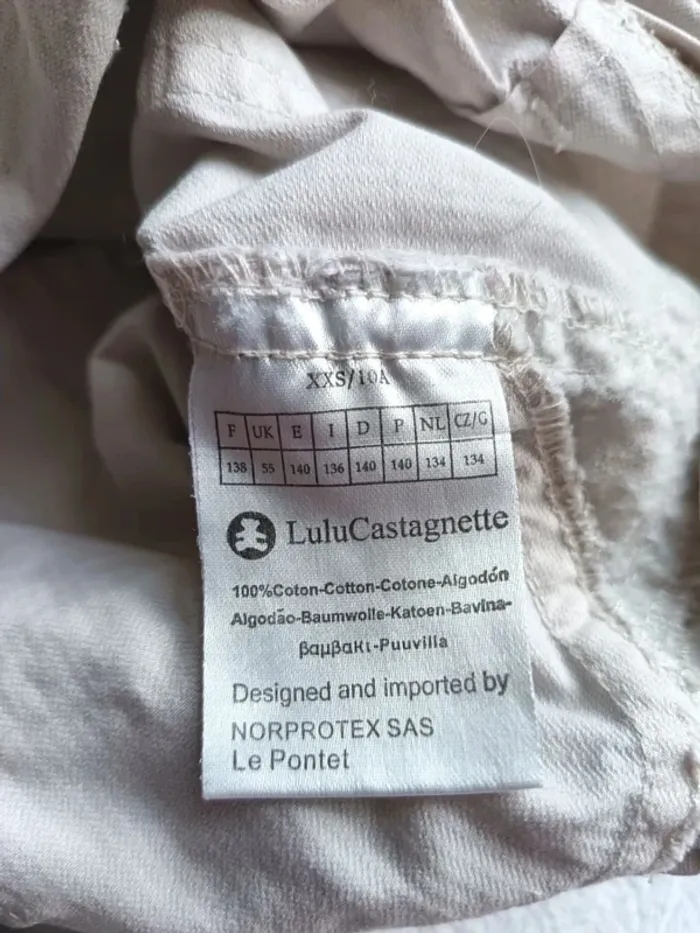 XXS/10A
F UK E I D P NL CZ/G
138 55 140 136 140 140 134 134
LuluCastagnette
100%Coton-Cotton-Cotone-Algodón
Algodão-Baumwolle-Katoen-Bavlna-
βαμβακι-Puuvilla
Designed and imported by
NORPROTEX SAS
Le Pontet